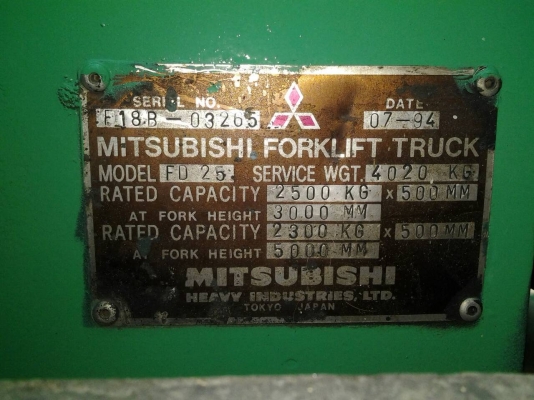 SERIAL NO. DATE
F18B-03265 07-94
MITSUBISHI FORKLIFT TRUCK
MODEL FD 25 SERVICE WGT. 4020 KG
RATED CAPACITY 2500 KG x 500 MM
AT FORK HEIGHT 3000 MM
RATED CAPACITY 2300 KG x 500 MM
AT FORK HEIGHT 5000 MM
MITSUBISHI
HEAVY INDUSTRIES, LTD.
TOKYO JAPAN